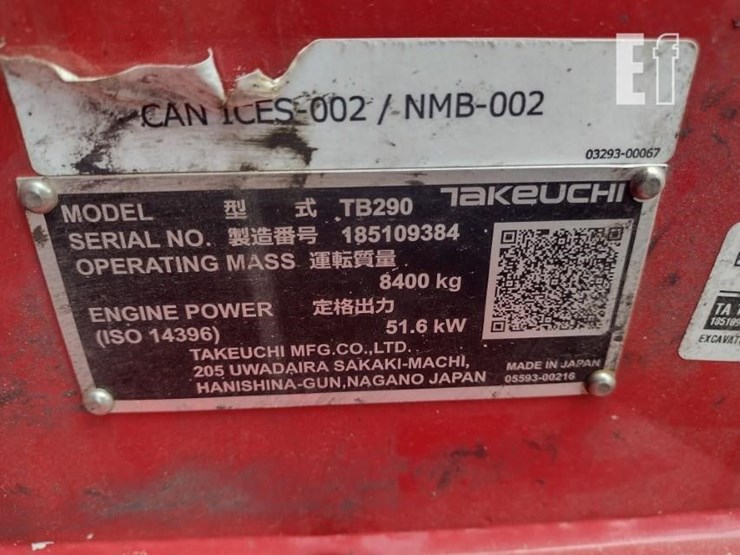 Ef
CAN ICES-002 / NMB-002
03293-00067
TAKEUCHI
MODEL 型 式 TB290
SERIAL NO. 製造番号 185109384
OPERATING MASS 運転質量
8400 kg
ENGINE POWER 定格出力
(ISO 14396) 51.6 kW
TAKEUCHI MFG.CO.,LTD.
205 UWADAIRA SAKAKI-MACHI,
HANISHINA-GUN,NAGANO JAPAN
MADE IN JAPAN
05593-00216
TA